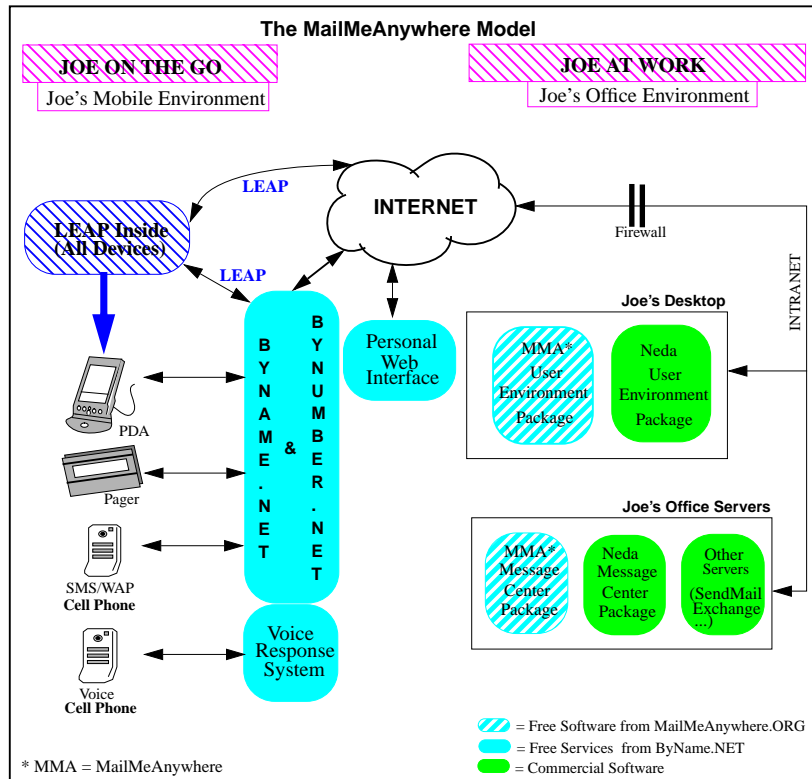 The MailMeAnywhere Model
JOE ON THE GO
Joe's Mobile Environment
JOE AT WORK
Joe's Office Environment
LEAP
INTERNET
Firewall
LEAP Inside
(All Devices)
LEAP
INTRANET
BYNAME.NET
&
BYNUMBER.NET
Personal
Web
Interface
Joe's Desktop
MMA*
User
Environment
Package
Neda
User
Environment
Package
PDA
Pager
SMS/WAP
Cell Phone
Voice
Cell Phone
Voice
Response
System
Joe's Office Servers
MMA*
Message
Center
Package
Neda
Message
Center
Package
Other
Servers
(SendMail
Exchange
...)
= Free Software from MailMeAnywhere.ORG
= Free Services from ByName.NET
= Commercial Software
* MMA = MailMeAnywhere